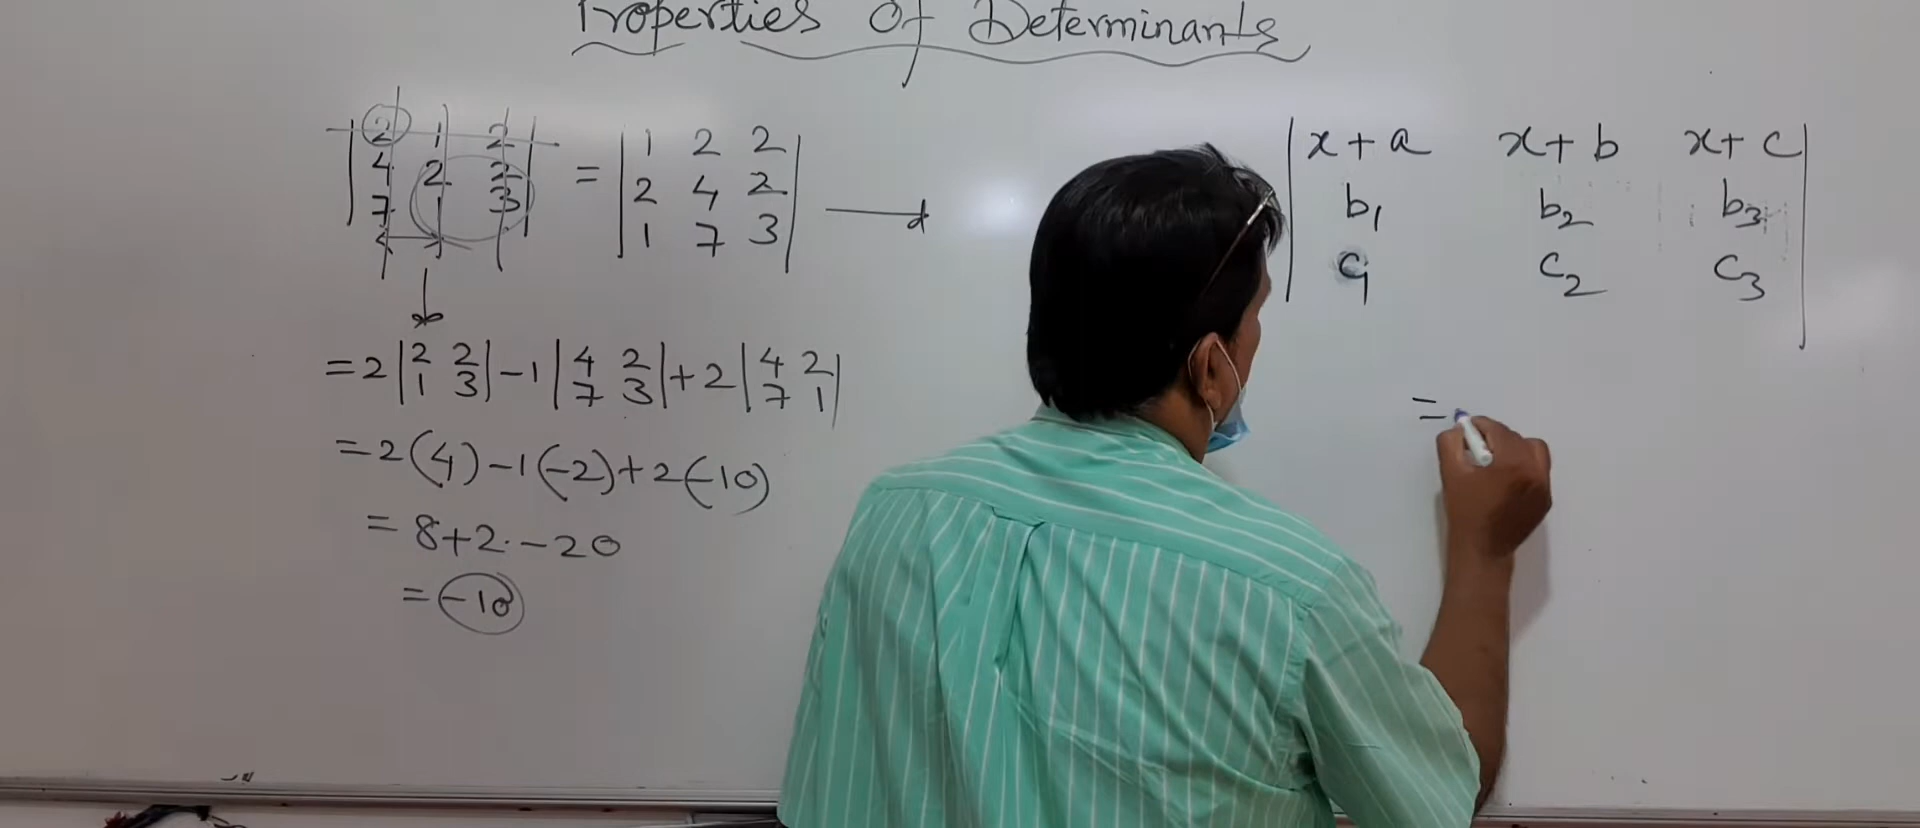 Properties Of Determinants
| 2 1 2 | = | 1 2 2 | →
| 4 2 2 | | 2 4 2 |
| 7 1 3 | | 1 7 3 |
= 2 | 2 2 | - 1 | 4 2 | + 2 | 4 2 |
| 1 3 | | 7 3 | | 7 1 |
= 2 (4) - 1 (-2) + 2 (-10)
= 8 + 2 - 20
= -10
| x + a x + b x + c |
| b1 b2 b3 |
| c1 c2 c3 |
=